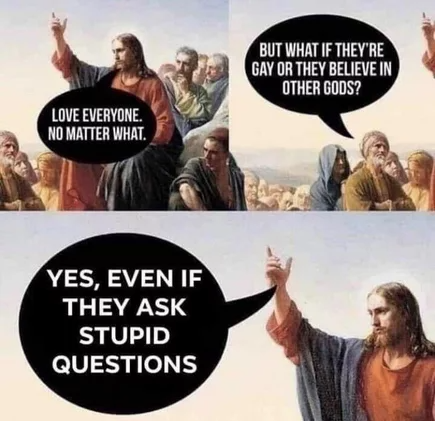 LOVE EVERYONE.
NO MATTER WHAT.
BUT WHAT IF THEY'RE
GAY OR THEY BELIEVE IN
OTHER GODS?
YES, EVEN IF
THEY ASK
STUPID
QUESTIONS